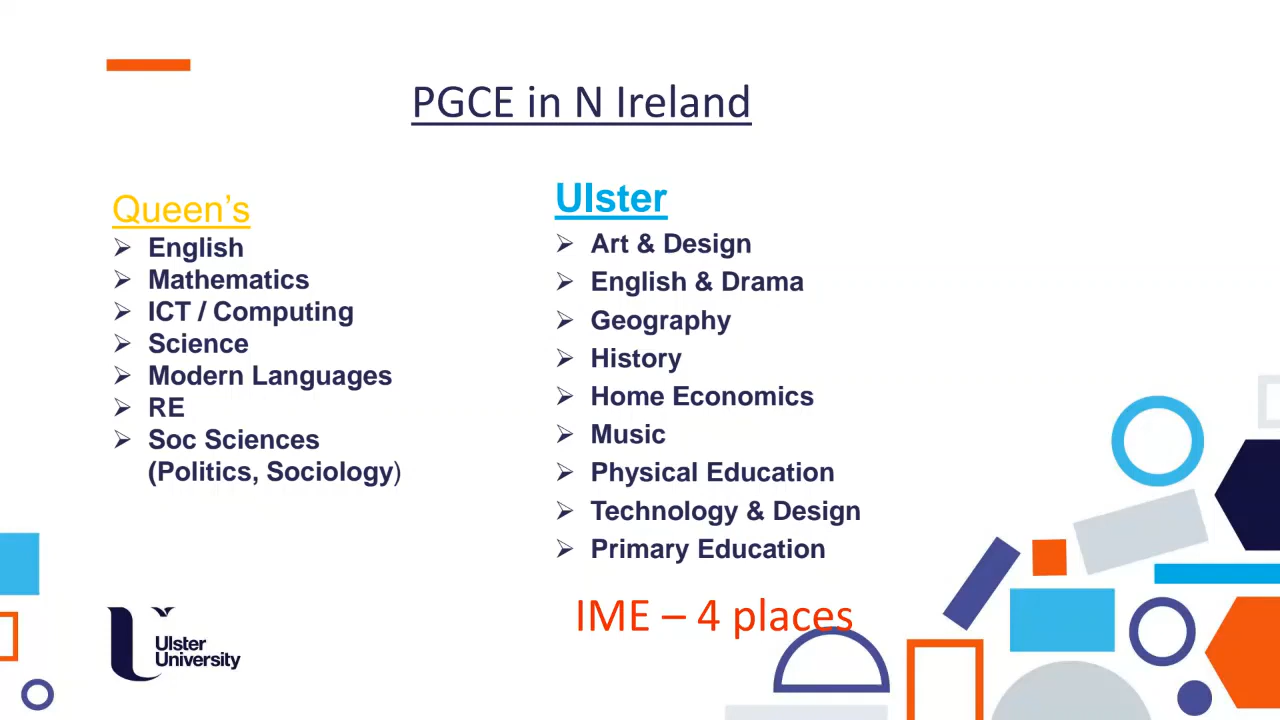 PGCE in N Ireland
Queen’s
➢ English
➢ Mathematics
➢ ICT / Computing
➢ Science
➢ Modern Languages
➢ RE
➢ Soc Sciences
(Politics, Sociology)
Ulster
➢ Art & Design
➢ English & Drama
➢ Geography
➢ History
➢ Home Economics
➢ Music
➢ Physical Education
➢ Technology & Design
➢ Primary Education
IME – 4 places
Ulster
University